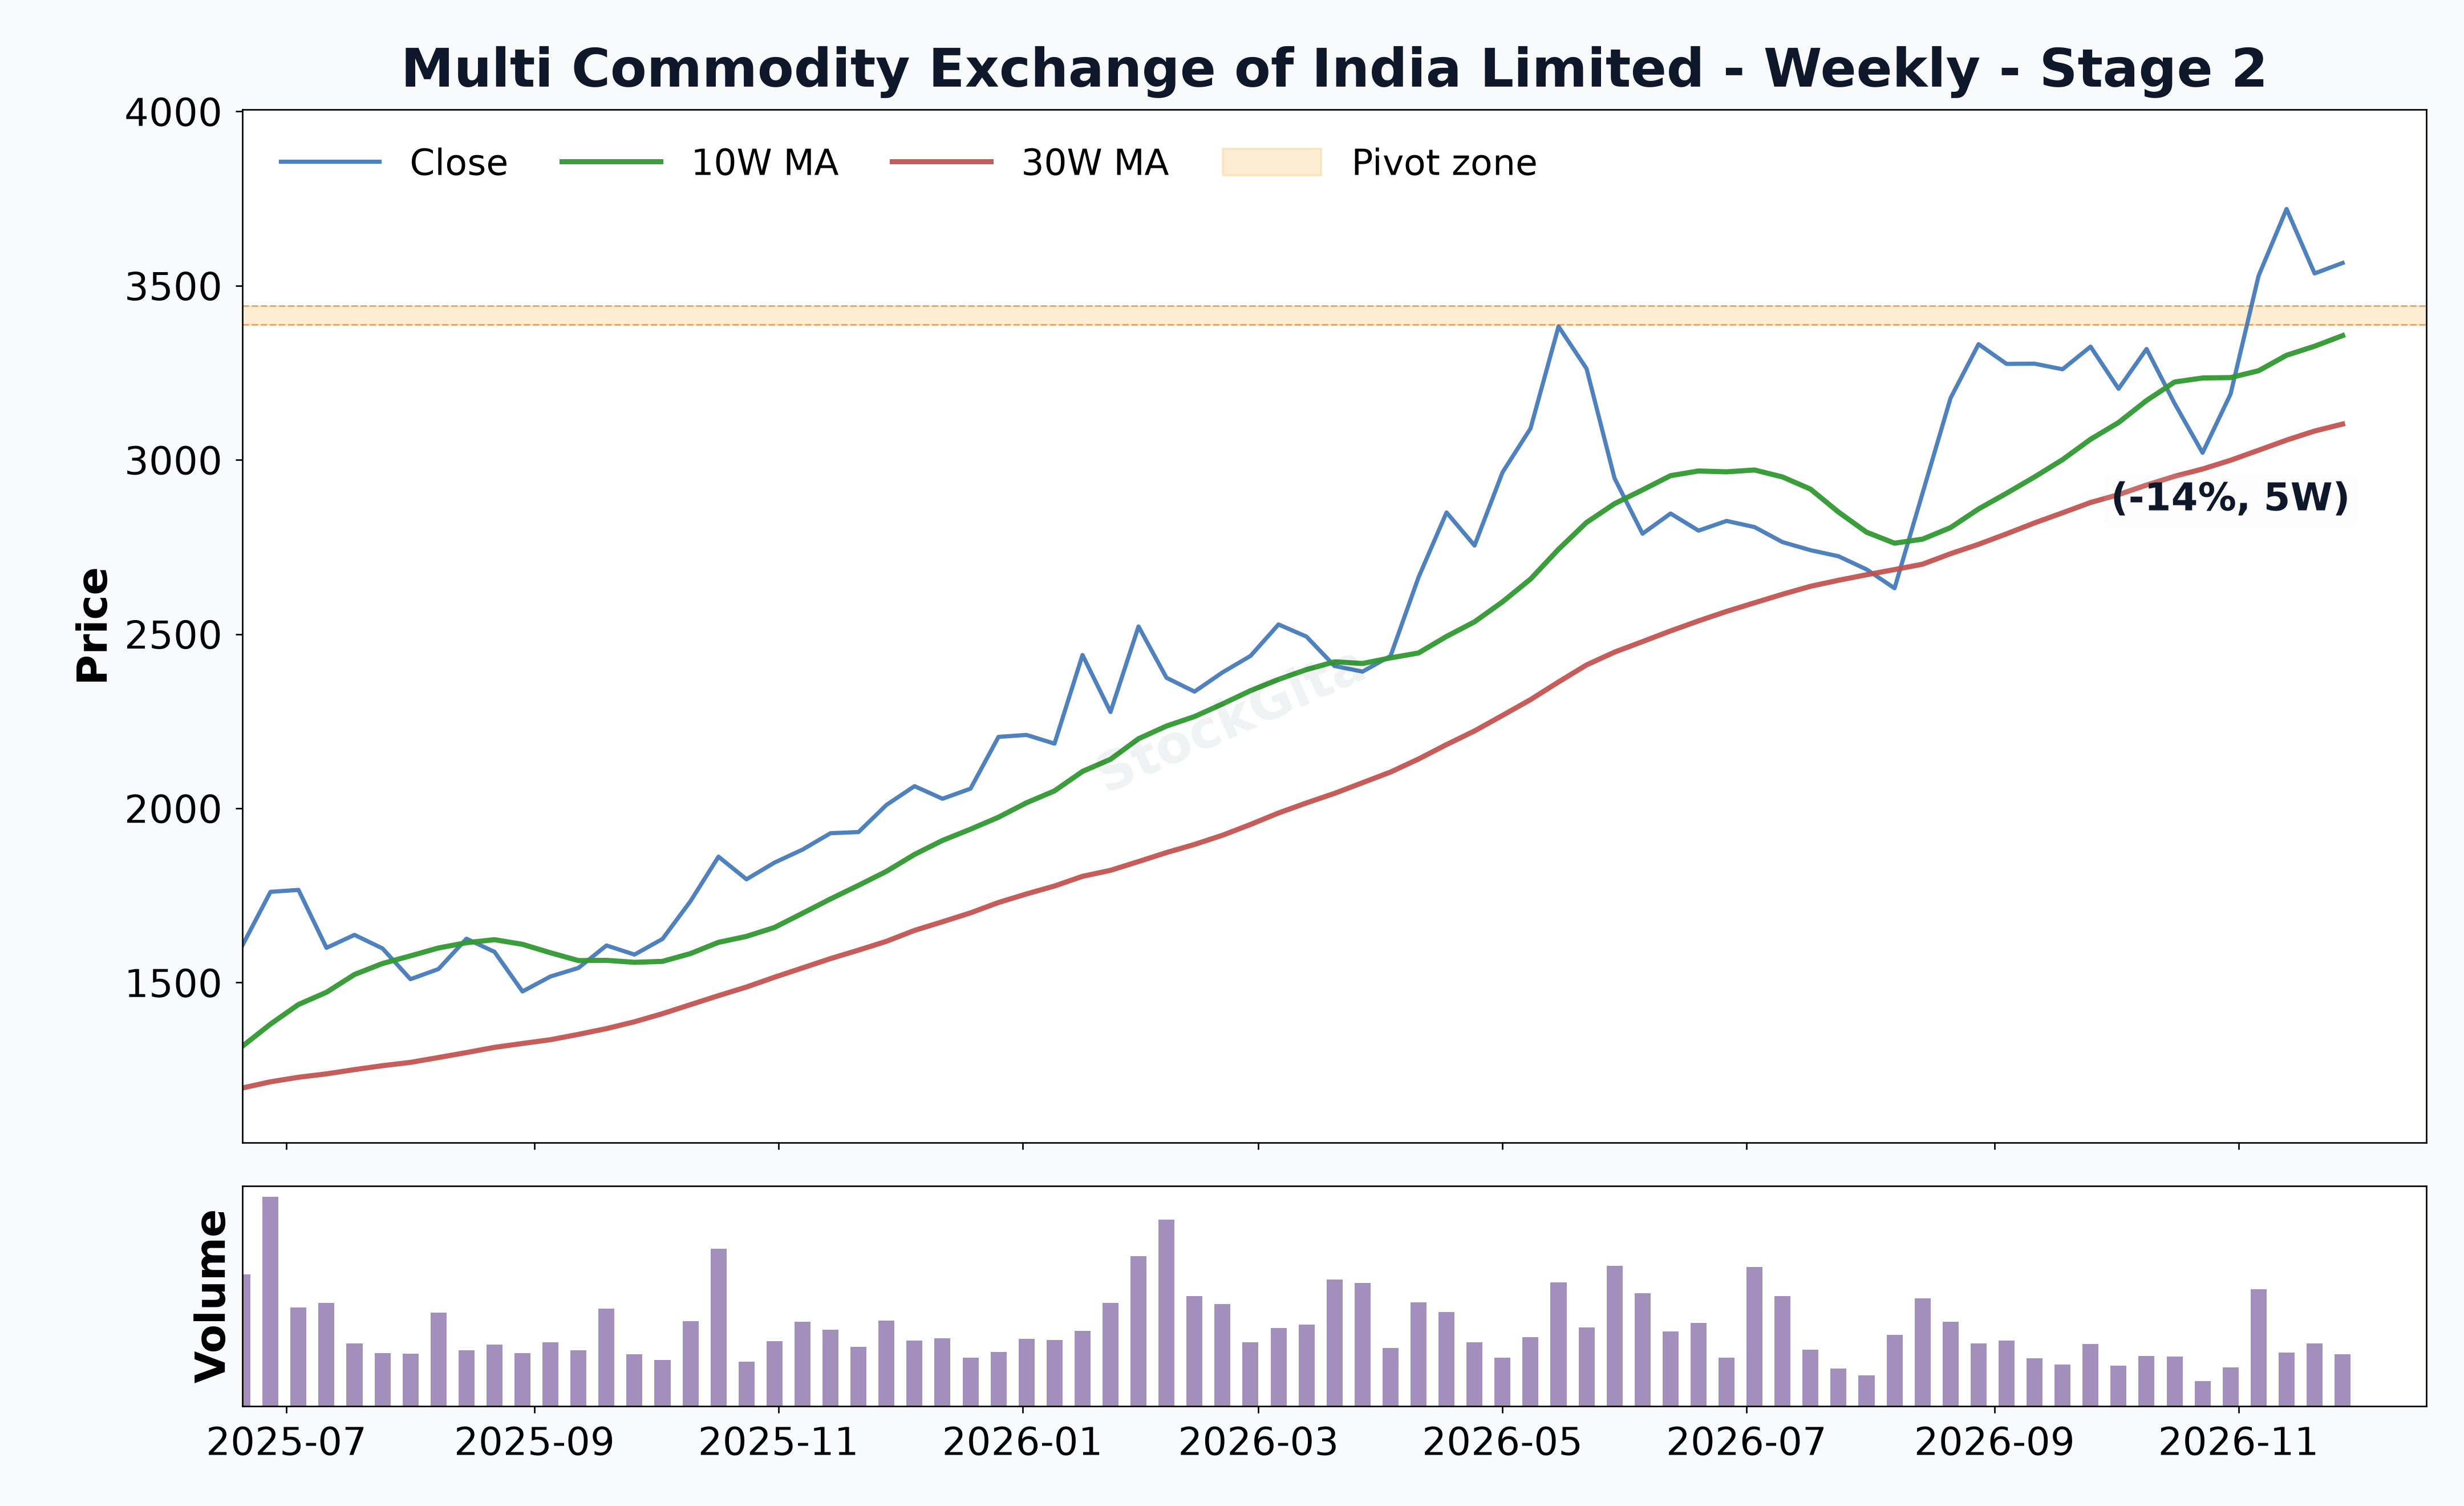 Multi Commodity Exchange of India Limited - Weekly - Stage 2
Close 10W MA 30W MA Pivot zone
4000
3500
3000
2500
2000
1500
Price
(-14%, 5W)
StockGita
Volume
2025-07 2025-09 2025-11 2026-01 2026-03 2026-05 2026-07 2026-09 2026-11